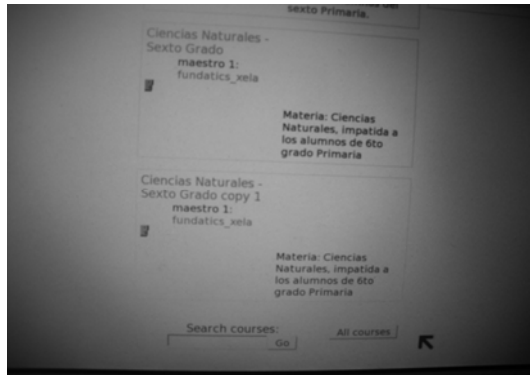 sexto Primaria.
Ciencias Naturales -
Sexto Grado
maestro 1:
fundatics_xela
Materia: Ciencias
Naturales, impatida a
los alumnos de 6to
grado Primaria
Ciencias Naturales -
Sexto Grado copy 1
maestro 1:
fundatics_xela
Materia: Ciencias
Naturales, impatida a
los alumnos de 6to
grado Primaria
Search courses:
Go
All courses